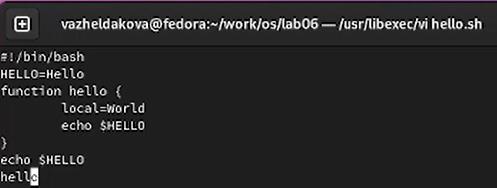 vazheldakova@fedora:~/work/os/lab06 — /usr/libexec/vi hello.sh
#!/bin/bash
HELLO=Hello
function hello {
        local=World
        echo $HELLO
}
echo $HELLO
hello